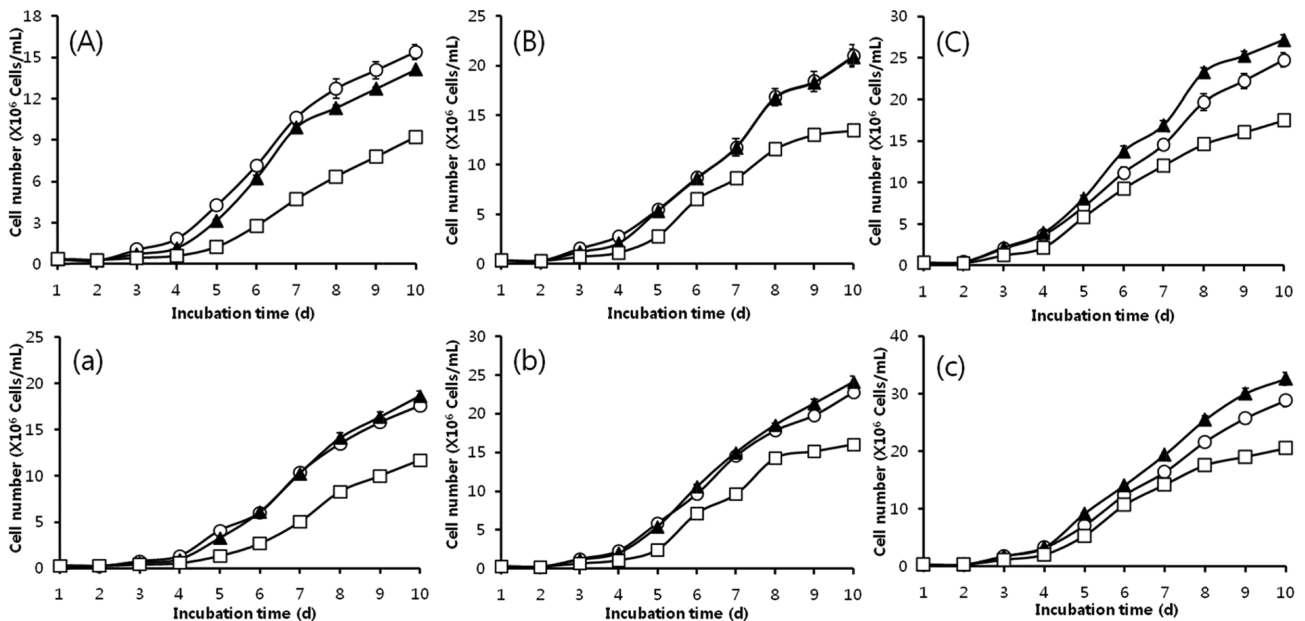 (A)
Cell number (X10⁶ Cells/mL)
18
15
12
9
6
3
0
1 2 3 4 5 6 7 8 9 10
Incubation time (d)
(B)
Cell number (X10⁶ Cells/mL)
25
20
15
10
5
0
1 2 3 4 5 6 7 8 9 10
Incubation time (d)
(C)
Cell number (X10⁶ Cells/mL)
30
25
20
15
10
5
0
1 2 3 4 5 6 7 8 9 10
Incubation time (d)
(a)
Cell number (X10⁶ Cells/mL)
25
20
15
10
5
0
1 2 3 4 5 6 7 8 9 10
Incubation time (d)
(b)
Cell number (X10⁶ Cells/mL)
30
25
20
15
10
5
0
1 2 3 4 5 6 7 8 9 10
Incubation time (d)
(c)
Cell number (X10⁶ Cells/mL)
40
30
20
10
0
1 2 3 4 5 6 7 8 9 10
Incubation time (d)